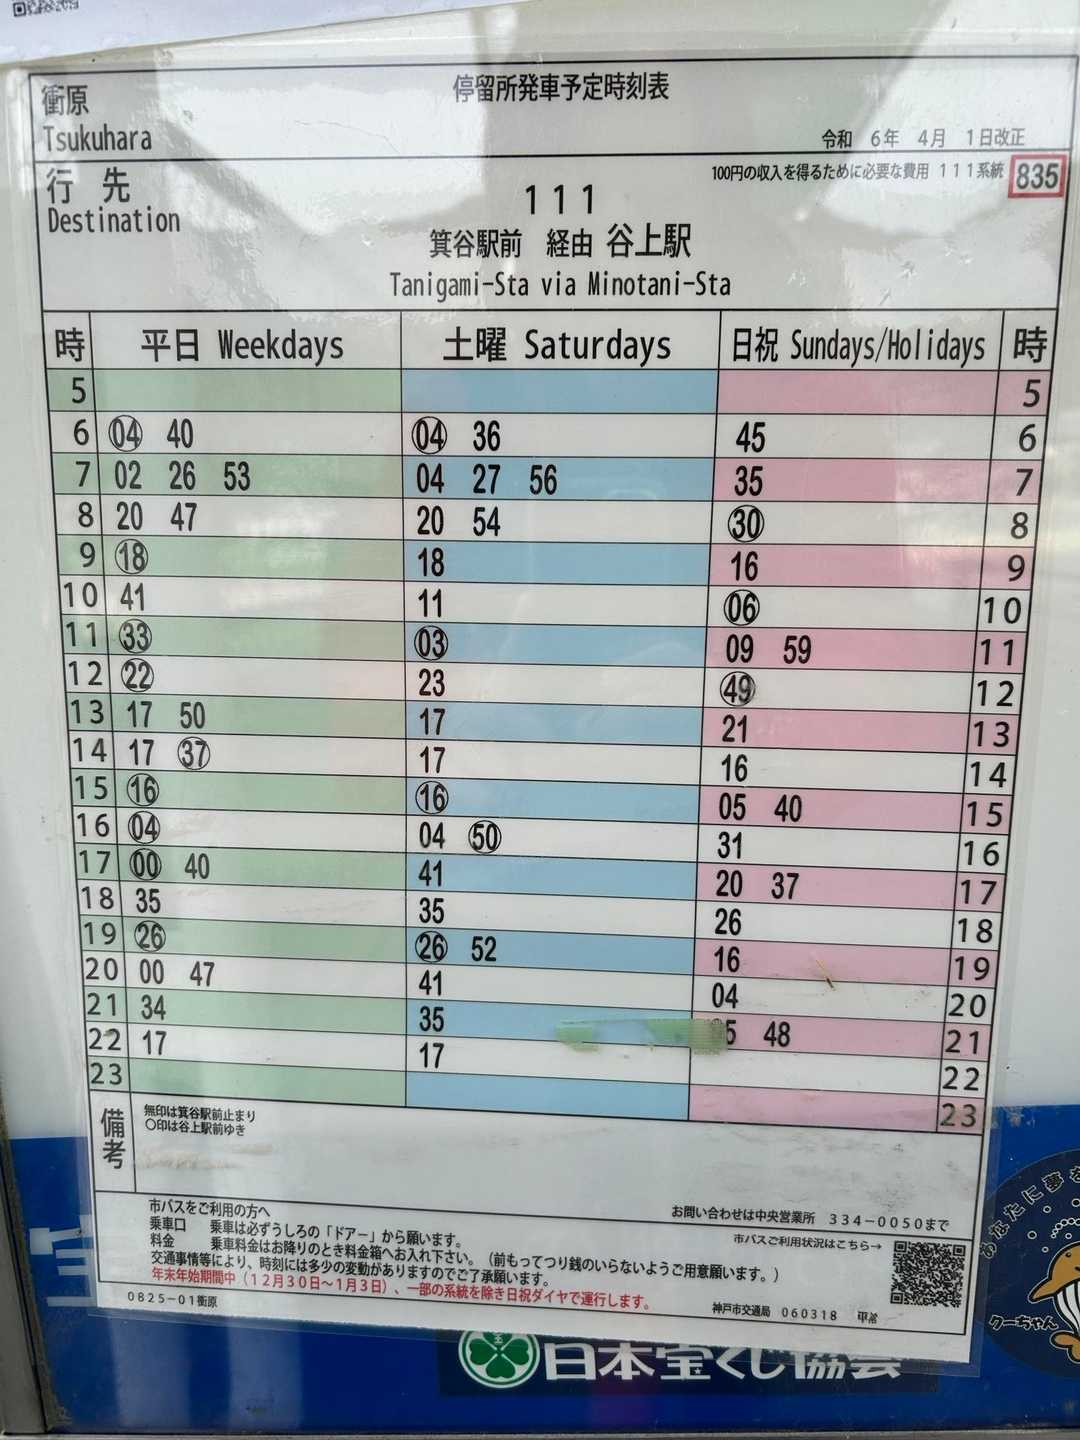 衝原
停留所発車予定時刻表
Tsukuhara
令和 6年 4月 1日改正
100円の収入を得るために必要な費用 111系統 835
行 先
Destination
111
箕谷駅前 経由 谷上駅
Tanigami-Sta via Minotani-Sta
時 平日 Weekdays 土曜 Saturdays 日祝 Sundays/Holidays 時
5 5
6 04 40 04 36 45 6
7 02 26 53 04 27 56 35 7
8 20 47 20 54 30 8
9 18 18 16 9
10 41 11 06 10
11 33 03 09 59 11
12 22 23 49 12
13 17 50 17 21 13
14 17 37 17 16 14
15 16 16 05 40 15
16 04 04 50 31 16
17 00 40 41 20 37 17
18 35 35 26 18
19 26 26 52 16 19
20 00 47 41 04 20
21 34 35 48 21
22 17 17 22
23 23
備考
無印は箕谷駅前止まり
〇印は谷上駅前ゆき
市バスをご利用の方へ
乗車口 乗車は必ずうしろの「ドアー」から願います。
料金 乗車料金はお降りのとき料金箱へお入れ下さい。（前もってつり銭のいらないようご用意願います。）
交通事情等により、時刻には多少の変動がありますのでご了承願います。
年末年始期間中（12月30日〜1月3日）、一部の系統を除き日祝ダイヤで運行します。
お問い合わせは中央営業所 334-0050まで
市バスご利用状況はこちら→
0825-01衝原
神戸市交通局 060318
あなたに夢を
クーちゃん
日本宝くじ協会